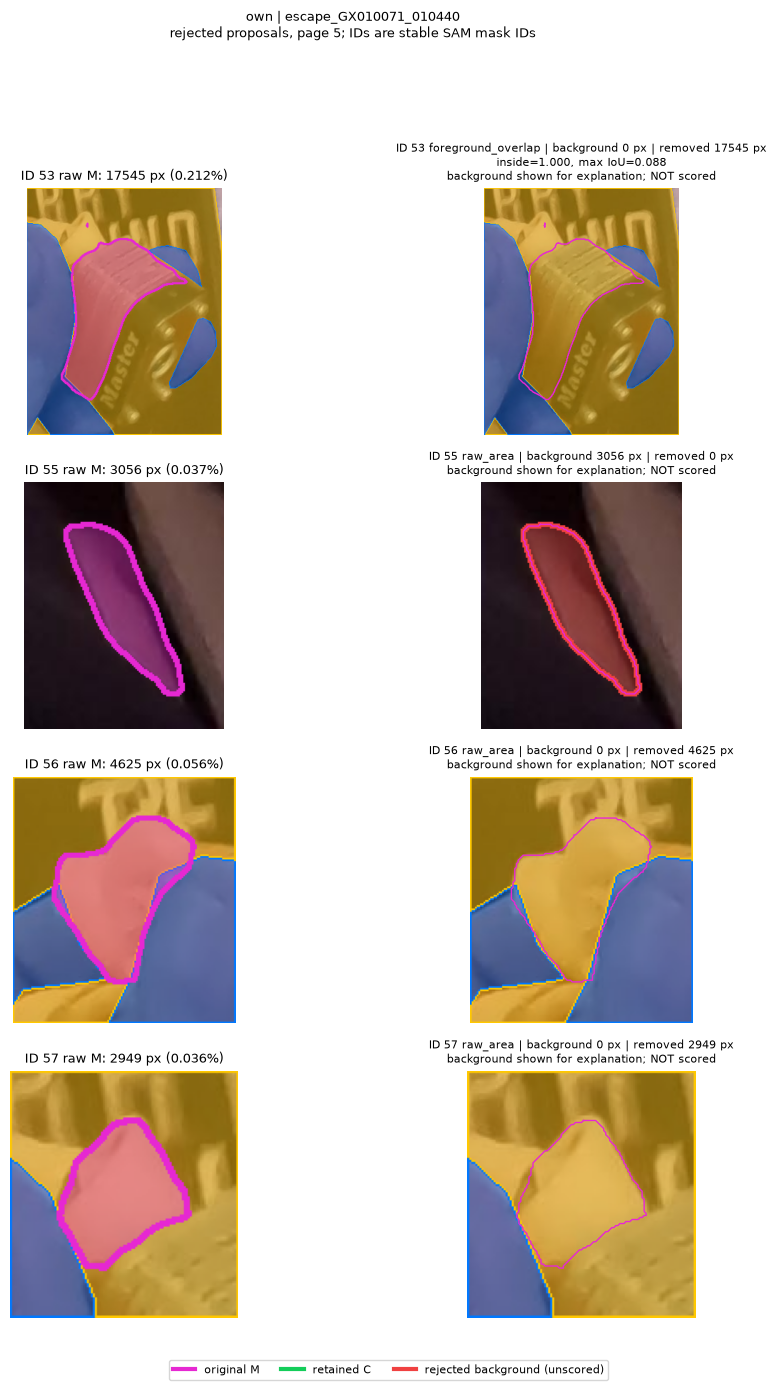 own | escape_GX010071_010440
rejected proposals, page 5; IDs are stable SAM mask IDs
ID 53 raw M: 17545 px (0.212%)
ID 53 foreground_overlap | background 0 px | removed 17545 px
inside=1.000, max IoU=0.088
background shown for explanation; NOT scored
Master
Master
ID 55 raw M: 3056 px (0.037%)
ID 55 raw_area | background 3056 px | removed 0 px
background shown for explanation; NOT scored
ID 56 raw M: 4625 px (0.056%)
ID 56 raw_area | background 0 px | removed 4625 px
background shown for explanation; NOT scored
ID 57 raw M: 2949 px (0.036%)
ID 57 raw_area | background 0 px | removed 2949 px
background shown for explanation; NOT scored
original M
retained C
rejected background (unscored)